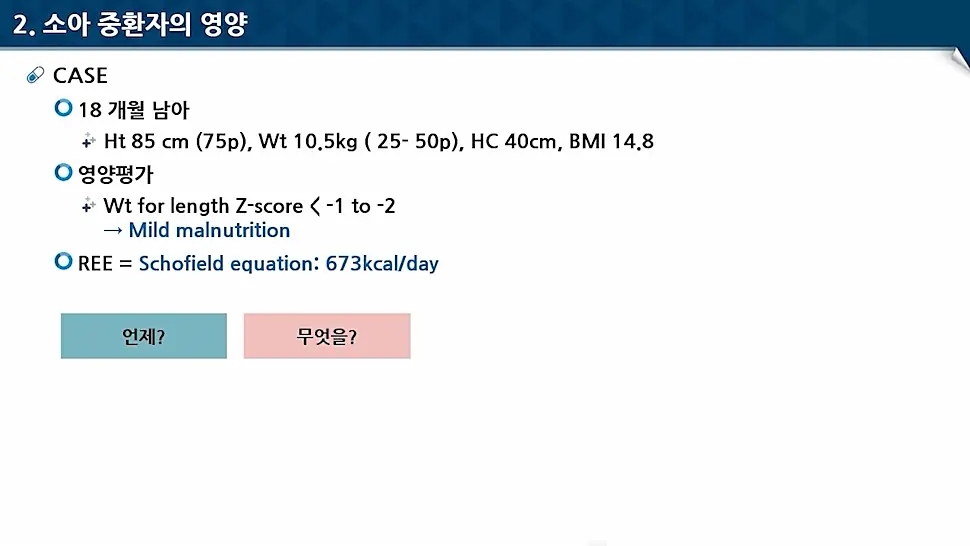 2. 소아 중환자의 영양
CASE
18 개월 남아
Ht 85 cm (75p), Wt 10.5kg ( 25- 50p), HC 40cm, BMI 14.8
영양평가
Wt for length Z-score < -1 to -2
→ Mild malnutrition
REE = Schofield equation: 673kcal/day
언제?
무엇을?